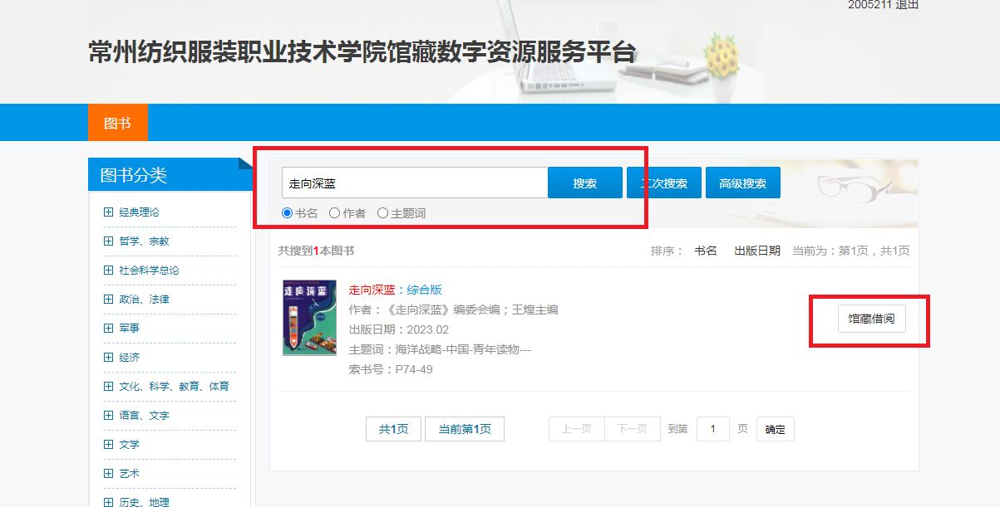 2005211 退出
常州纺织服装职业技术学院馆藏数字资源服务平台
图书
图书分类
经典理论
哲学、宗教
社会科学总论
政治、法律
军事
经济
文化、科学、教育、体育
语言、文字
文学
艺术
历史、地理
走向深蓝 搜索 二次搜索 高级搜索
书名 作者 主题词
共搜到1本图书 排序： 书名 出版日期 当前为：第1页，共1页
走向深蓝
走向深蓝：综合版
作者：《走向深蓝》编委会编；王煌主编
出版日期：2023.02
主题词：海洋战略-中国-青年读物---
索书号：P74-49
馆藏借阅
共1页 当前第1页 上一页 下一页 到第 1 页 确定